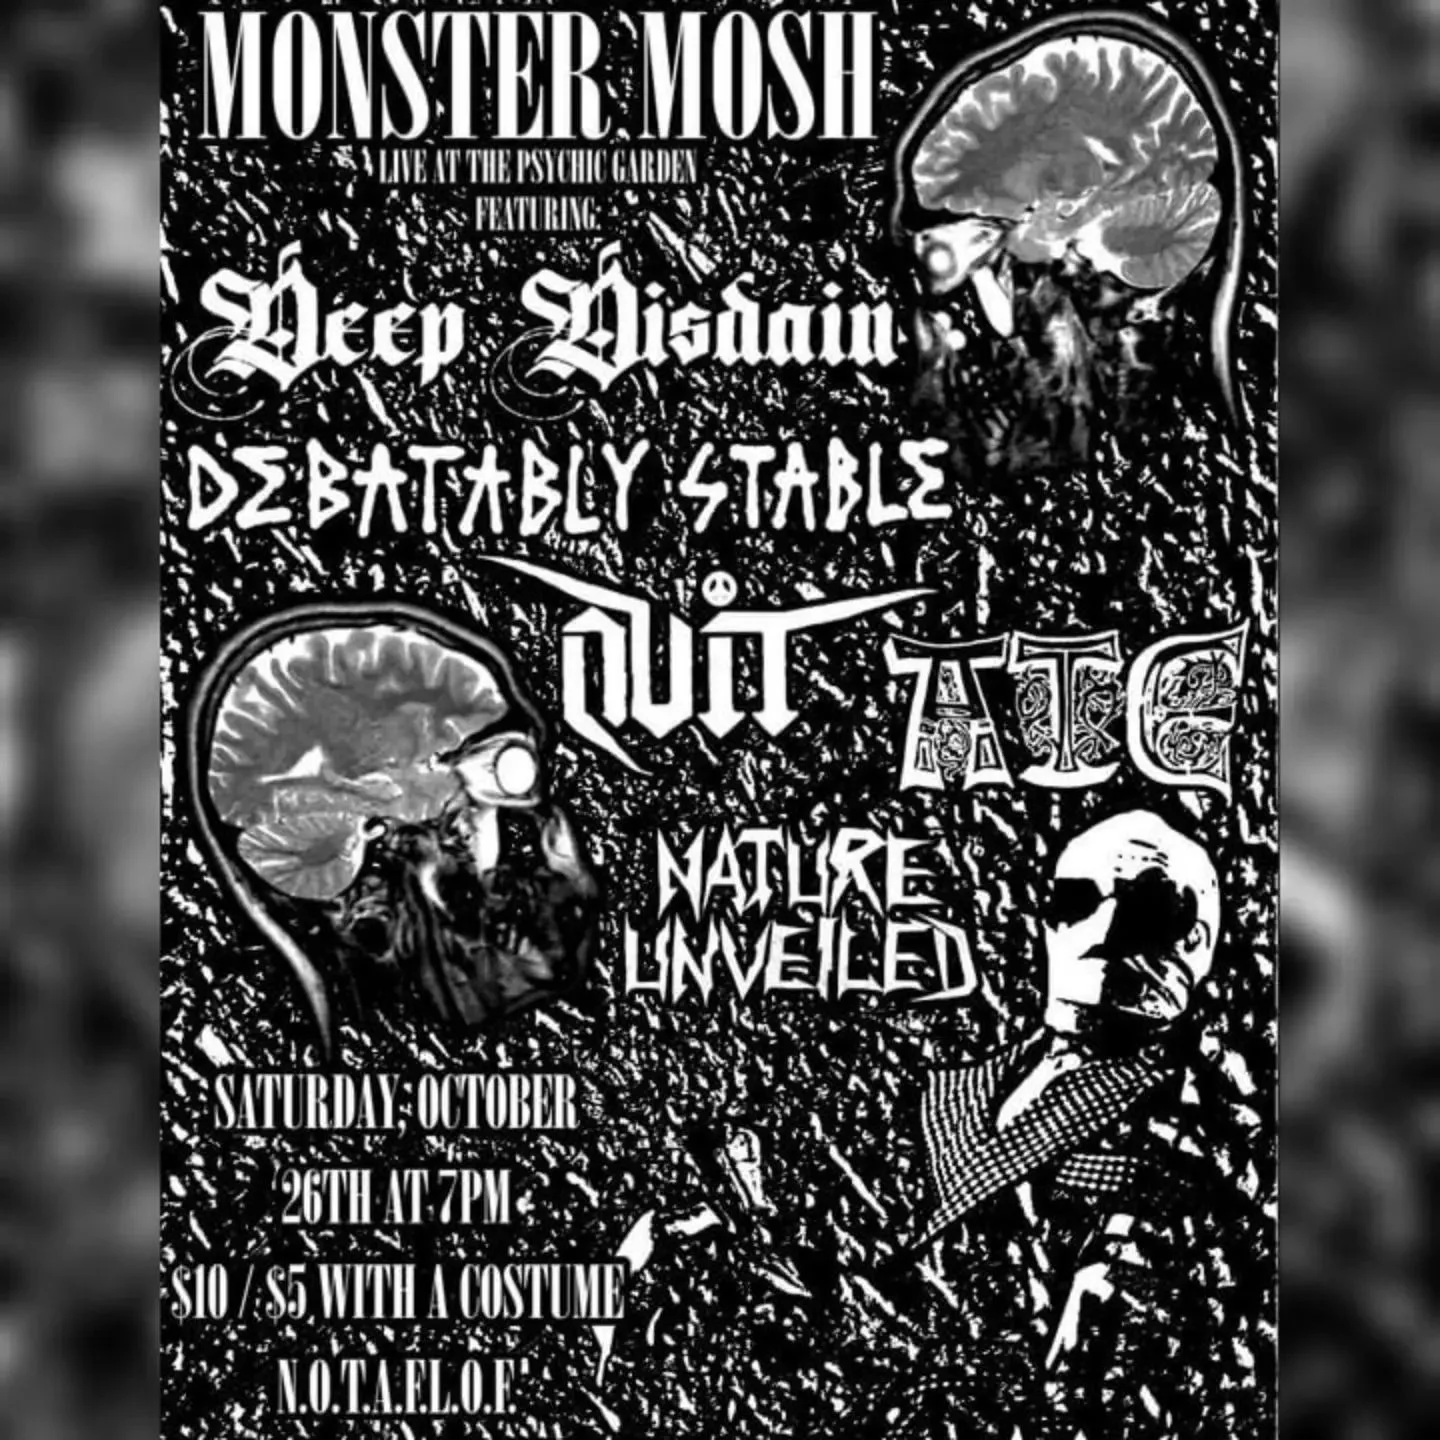 MONSTER MOSH
LIVE AT THE PSYCHIC GARDEN
FEATURING
Deep Disdain
DEBATABLY STABLE
QUIT
AIC
NATURE
UNVEILED
SATURDAY, OCTOBER
26TH AT 7PM
$10 / $5 WITH A COSTUME
N.O.T.A.F.L.O.F.